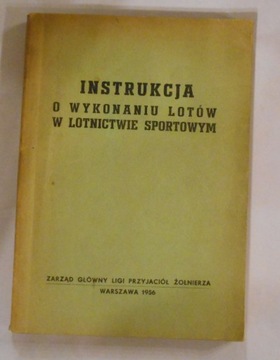 INSTRUKCJA
O WYKONANIU LOTÓW
W LOTNICTWIE SPORTOWYM
ZARZĄD GŁÓWNY LIGI PRZYJACIÓŁ ŻOŁNIERZA
WARSZAWA 1956